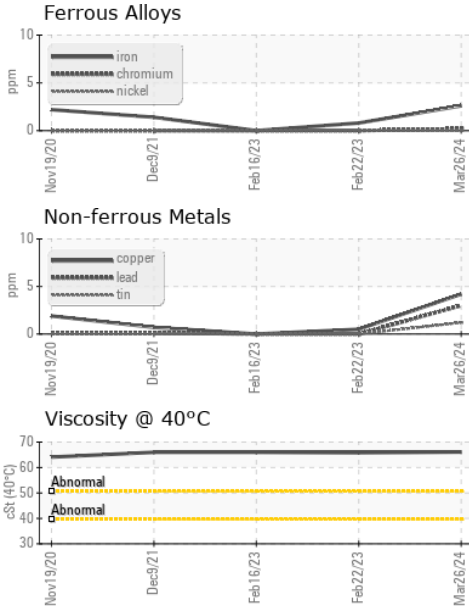 Ferrous Alloys
10
5
0
ppm
iron
chromium
nickel
Nov19/20
Dec9/21
Feb16/23
Feb22/23
Mar26/24
Non-ferrous Metals
10
5
0
ppm
copper
lead
tin
Nov19/20
Dec9/21
Feb16/23
Feb22/23
Mar26/24
Viscosity @ 40°C
70
60
50
40
30
cSt (40°C)
Abnormal
Abnormal
Nov19/20
Dec9/21
Feb16/23
Feb22/23
Mar26/24